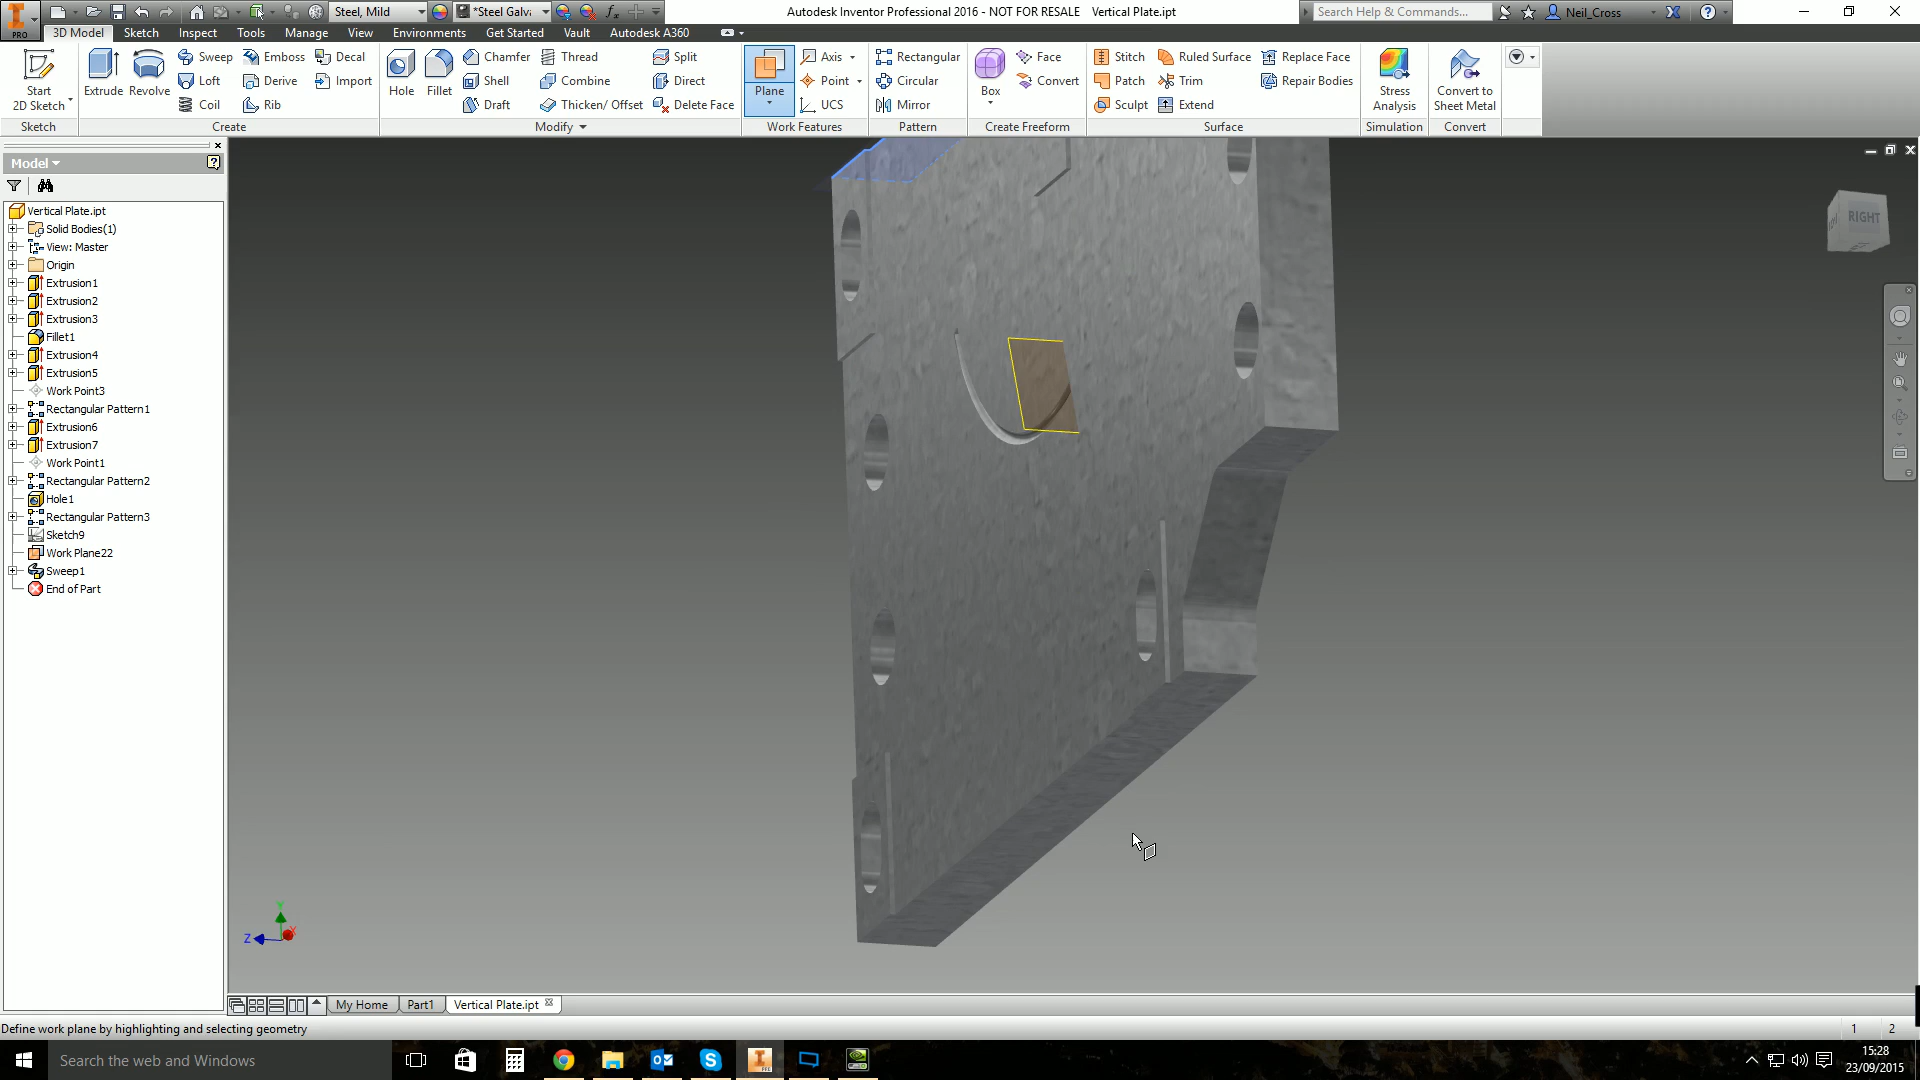 Steel, Mild
*Steel Galv
fx
Autodesk Inventor Professional 2016 - NOT FOR RESALE Vertical Plate.ipt
Search Help & Commands...
Neil_Cross
PRO
3D Model
Sketch
Inspect
Tools
Manage
View
Environments
Get Started
Vault
Autodesk A360
Start
2D Sketch
Extrude
Revolve
Sweep
Loft
Coil
Emboss
Derive
Rib
Decal
Import
Hole
Fillet
Chamfer
Shell
Draft
Thread
Combine
Thicken/ Offset
Split
Direct
Delete Face
Plane
Axis
Point
UCS
Rectangular
Circular
Mirror
Box
Face
Convert
Stitch
Patch
Sculpt
Ruled Surface
Trim
Extend
Replace Face
Repair Bodies
Stress
Analysis
Convert to
Sheet Metal
Sketch
Create
Modify
Work Features
Pattern
Create Freeform
Surface
Simulation
Convert
Model
Vertical Plate.ipt
Solid Bodies(1)
View: Master
Origin
Extrusion1
Extrusion2
Extrusion3
Fillet1
Extrusion4
Extrusion5
Work Point3
Rectangular Pattern1
Extrusion6
Extrusion7
Work Point1
Rectangular Pattern2
Hole1
Rectangular Pattern3
Sketch9
Work Plane22
Sweep1
End of Part
RIGHT
Y
Z
X
My Home
Part1
Vertical Plate.ipt
Define work plane by highlighting and selecting geometry
1
2
Search the web and Windows
15:28
23/09/2015